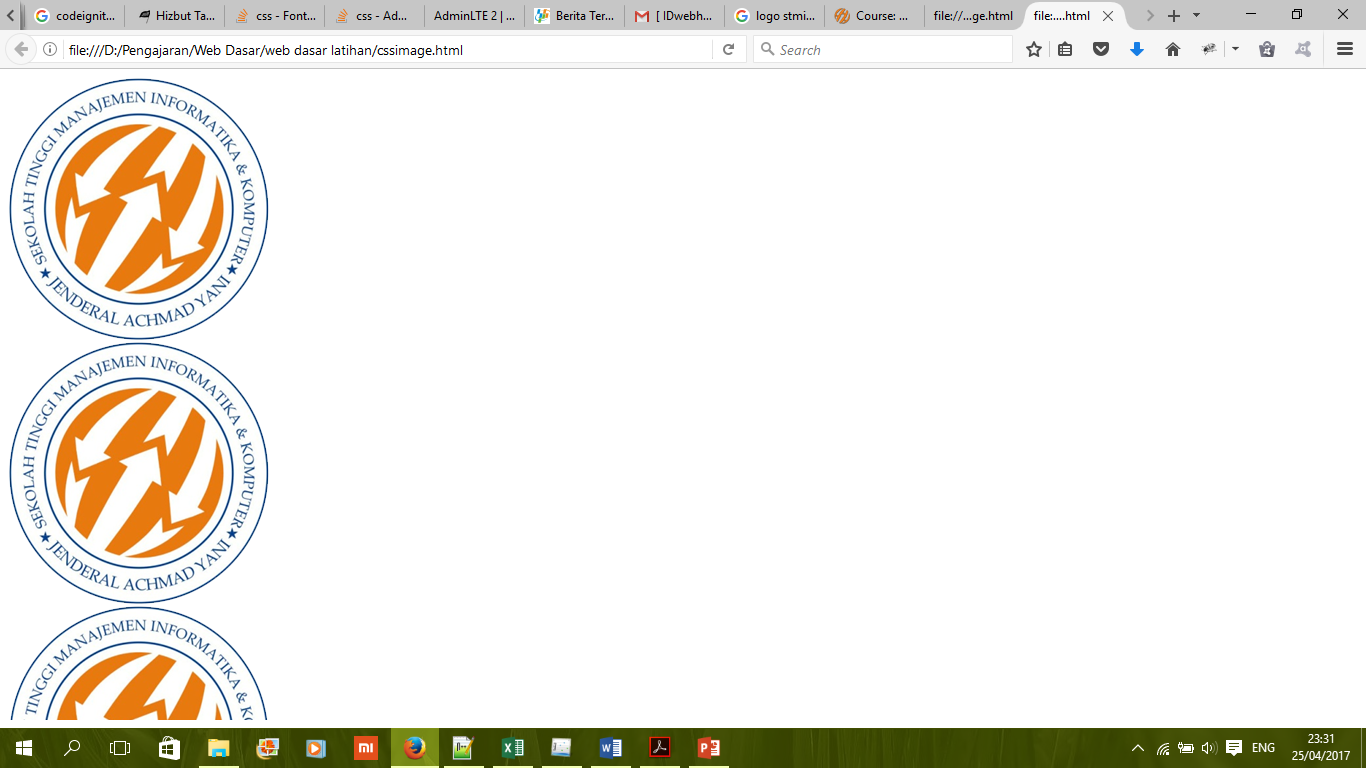 codeignit...
Hizbut Ta...
css - Font...
css - Ad...
AdminLTE 2 | ...
Berita Ter...
[ IDwebh...
logo stmi...
Course: ...
file://...ge.html
file:....html
file:///D:/Pengajaran/Web Dasar/web dasar latihan/cssimage.html
Search
SEKOLAH TINGGI MANAJEMEN INFORMATIKA & KOMPUTER
★ JENDERAL ACHMAD YANI ★
SEKOLAH TINGGI MANAJEMEN INFORMATIKA & KOMPUTER
★ JENDERAL ACHMAD YANI ★
TINGGI MANAJEMEN INFORMATIKA &
ENG
23:31
25/04/2017